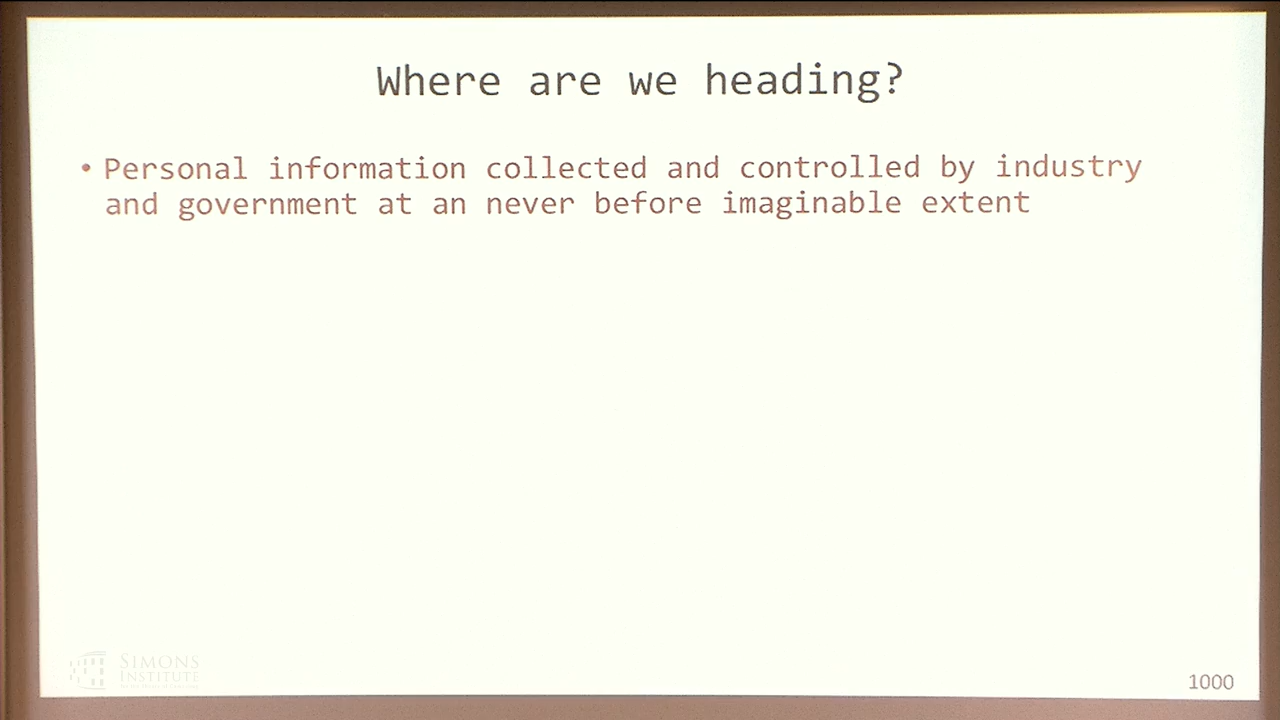 Where are we heading?
• Personal information collected and controlled by industry
and government at an never before imaginable extent
SIMONS
INSTITUTE
1000